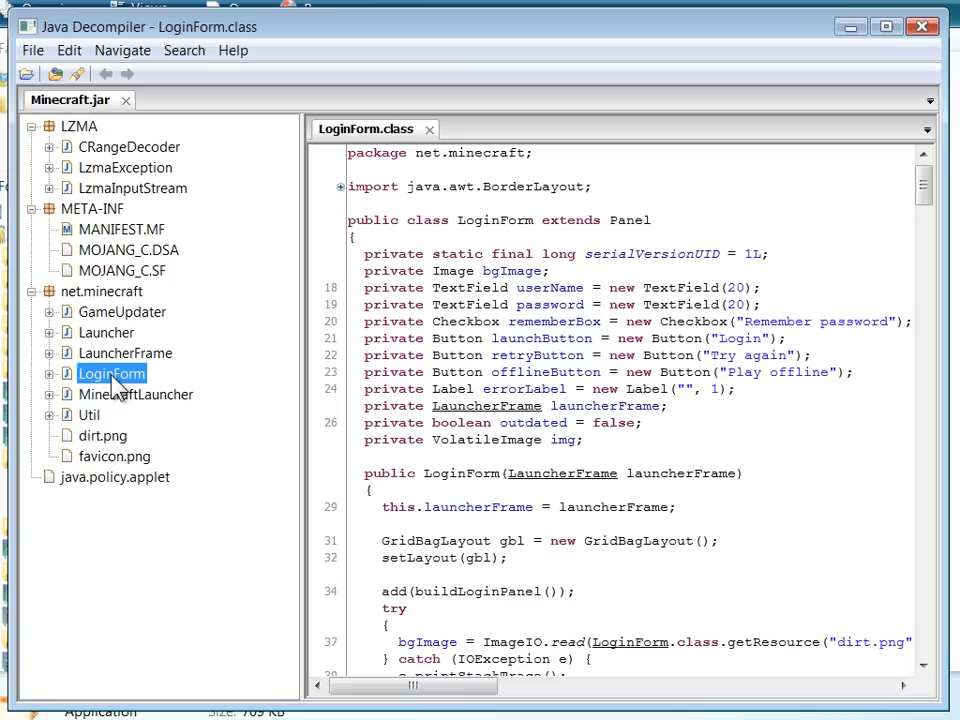 Java Decompiler - LoginForm.class
File Edit Navigate Search Help
Minecraft.jar
LZMA
CRangeDecoder
LzmaException
LzmaInputStream
META-INF
MANIFEST.MF
MOJANG_C.DSA
MOJANG_C.SF
net.minecraft
GameUpdater
Launcher
LauncherFrame
LoginForm
MinecraftLauncher
Util
dirt.png
favicon.png
java.policy.applet
LoginForm.class
package net.minecraft;
import java.awt.BorderLayout;
public class LoginForm extends Panel
{
private static final long serialVersionUID = 1L;
private Image bgImage;
18 private TextField userName = new TextField(20);
19 private TextField password = new TextField(20);
20 private Checkbox rememberBox = new Checkbox("Remember password");
21 private Button launchButton = new Button("Login");
22 private Button retryButton = new Button("Try again");
23 private Button offlineButton = new Button("Play offline");
24 private Label errorLabel = new Label("", 1);
private LauncherFrame launcherFrame;
26 private boolean outdated = false;
private VolatileImage img;
public LoginForm(LauncherFrame launcherFrame)
{
29 this.launcherFrame = launcherFrame;
31 GridBagLayout gbl = new GridBagLayout();
32 setLayout(gbl);
34 add(buildLoginPanel());
try
{
37 bgImage = ImageIO.read(LoginForm.class.getResource("dirt.png"
} catch (IOException e) {
39 e.printStackTrace();
Application Size: 709 KB